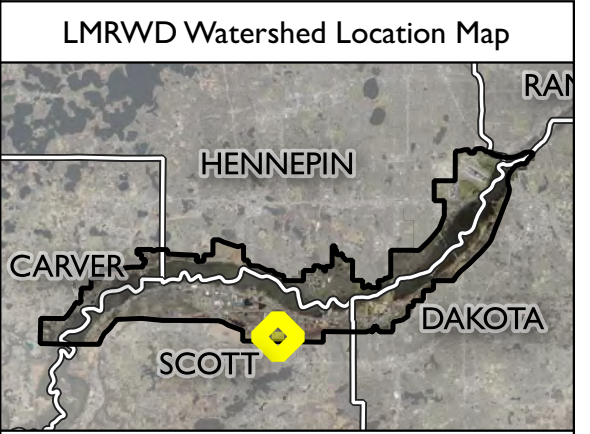 LMRWD Watershed Location Map
HENNEPIN
CARVER
DAKOTA
SCOTT